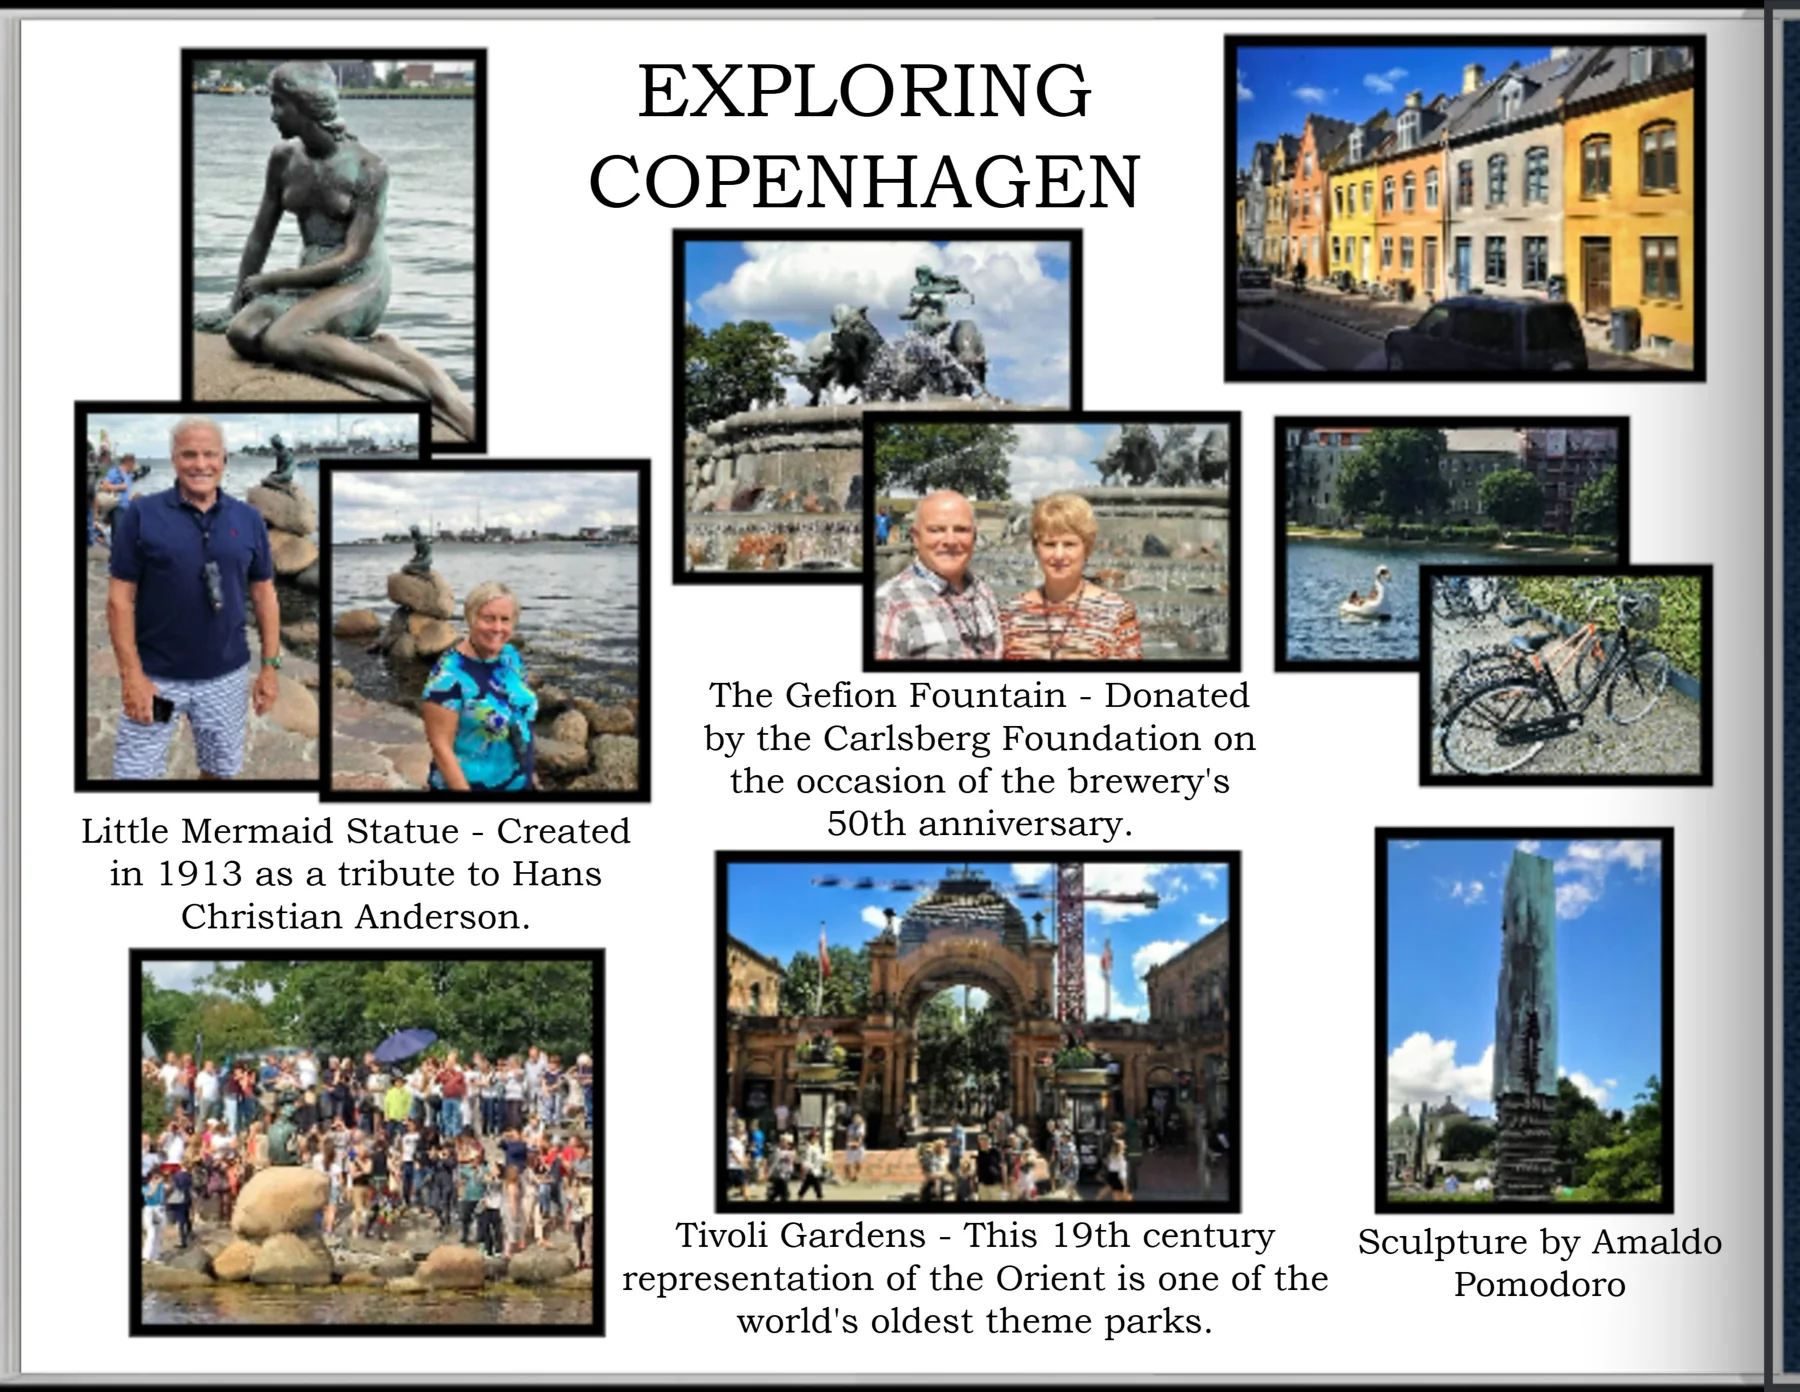 EXPLORING
COPENHAGEN
The Gefion Fountain - Donated
by the Carlsberg Foundation on
the occasion of the brewery's
50th anniversary.
Little Mermaid Statue - Created
in 1913 as a tribute to Hans
Christian Anderson.
Tivoli Gardens - This 19th century
representation of the Orient is one of the
world's oldest theme parks.
Sculpture by Amaldo
Pomodoro